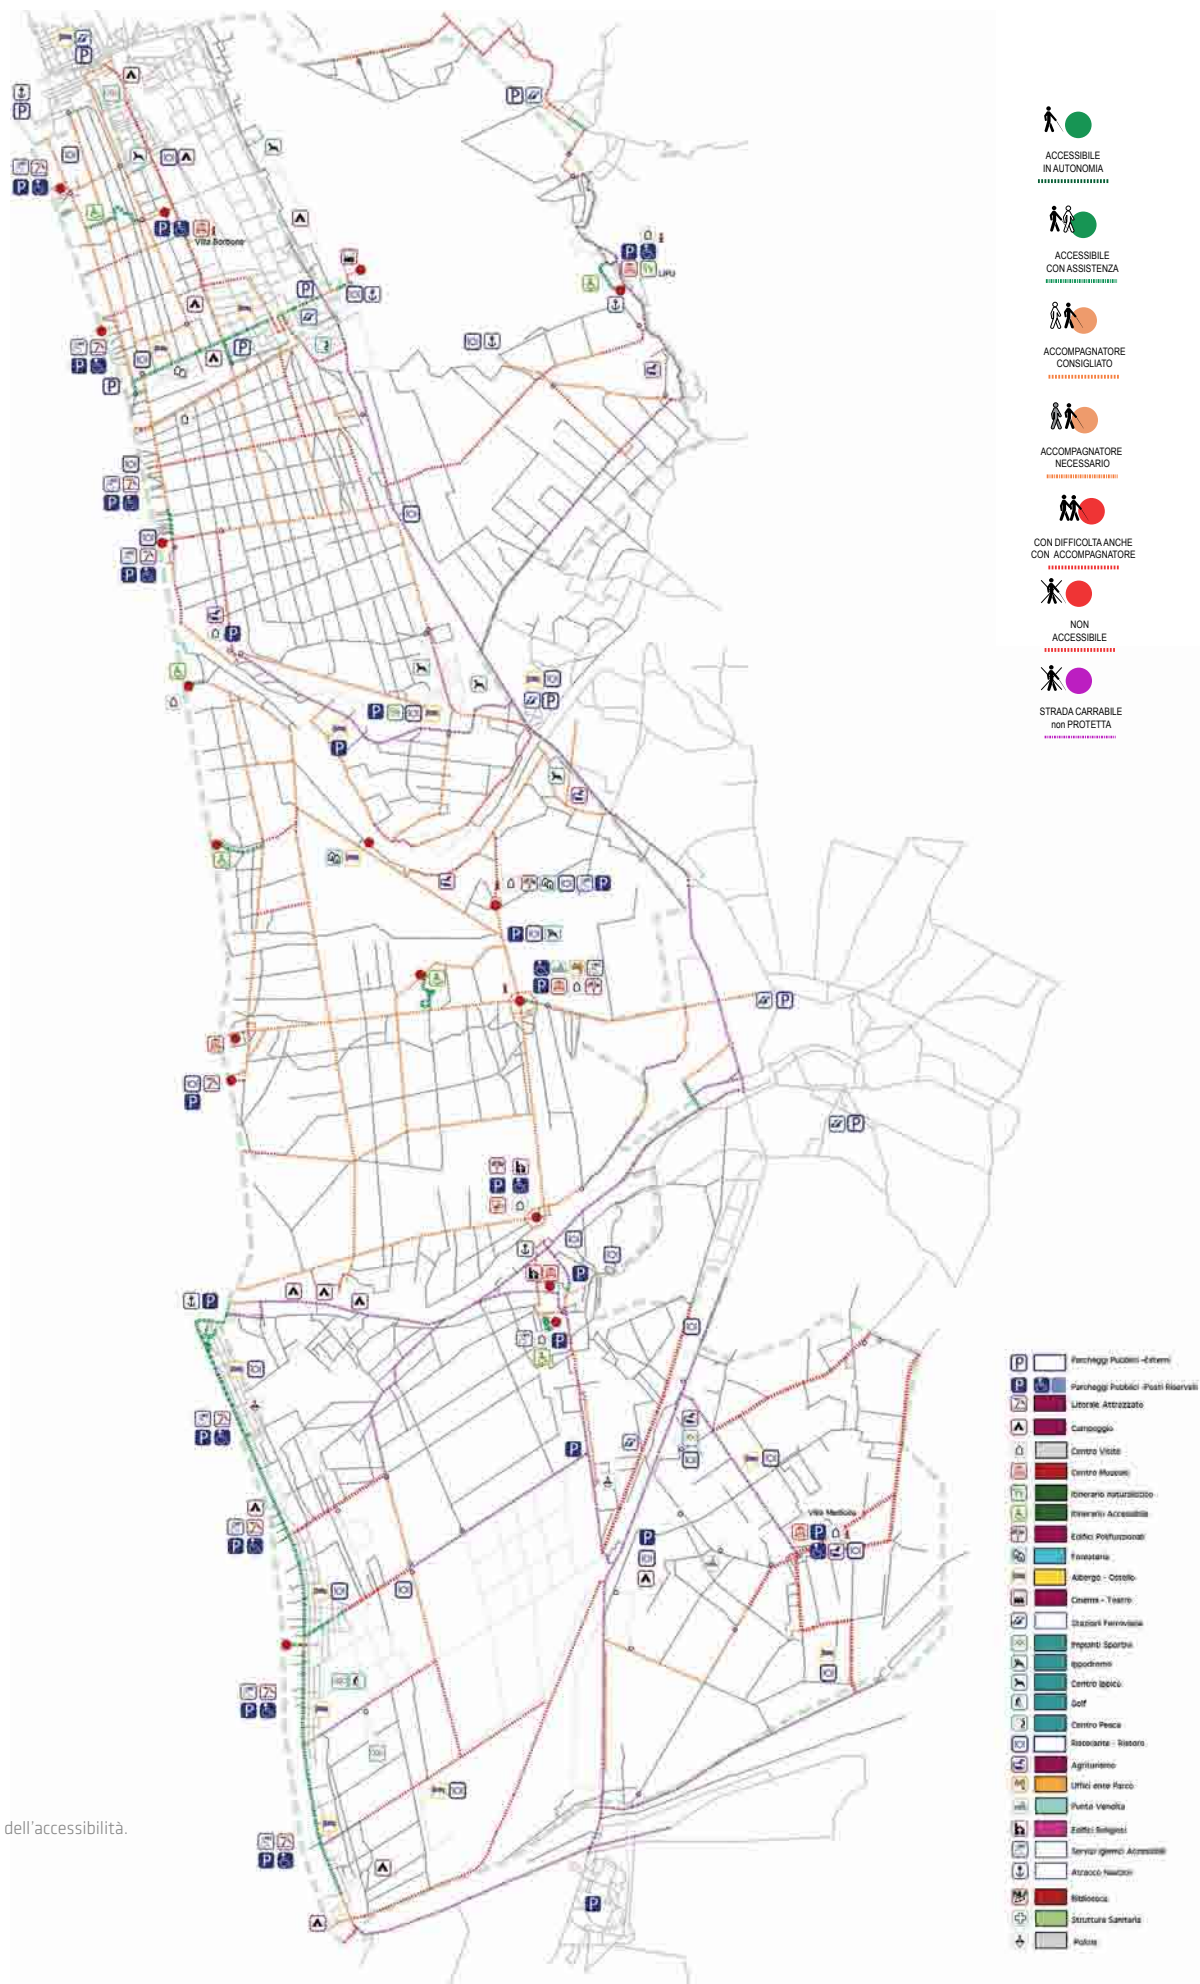 ACCESSIBILE
IN AUTONOMIA
ACCESSIBILE
CON ASSISTENZA
ACCOMPAGNATORE
CONSIGLIATO
ACCOMPAGNATORE
NECESSARIO
CON DIFFICOLTA ANCHE
CON ACCOMPAGNATORE
NON
ACCESSIBILE
STRADA CARRABILE
non PROTETTA
Villa Borbone
LIPU
Villa Medicea
Parcheggi Pubblici -Esterni
Parcheggi Pubblici -Posti Riservati
Litorale Attrezzato
Campeggio
Centro Visite
Centro Museale
Itinerario Naturalistico
Itinerario Accessibile
Edifici Polifunzionali
Foresteria
Albergo - Ostello
Cinema - Teatro
Stazioni Ferroviarie
Impianti Sportivi
Ippodromo
Centro Ippico
Golf
Centro Pesca
Ristorante - Ristoro
Agriturismo
Uffici ente Parco
Punto Vendita
Edifici Religiosi
Servizi Igienici Accessibili
Attracco Nautico
Biblioteca
Struttura Sanitaria
Polizia
dell'accessibilità.